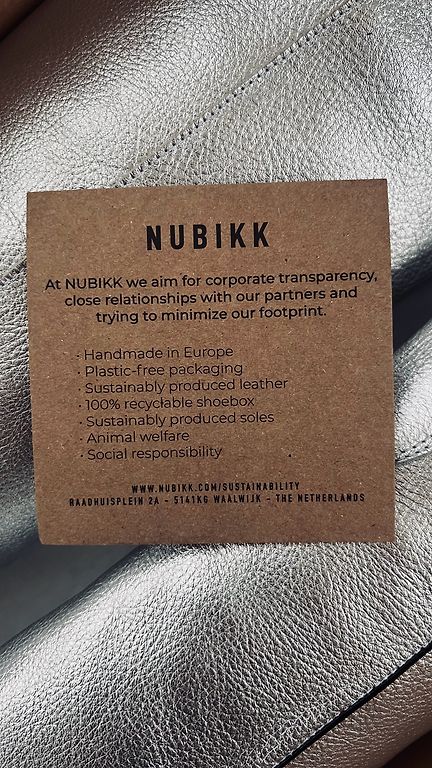 NUBIKK
At NUBIKK we aim for corporate transparency,
close relationships with our partners and
trying to minimize our footprint.
· Handmade in Europe
· Plastic-free packaging
· Sustainably produced leather
· 100% recyclable shoebox
· Sustainably produced soles
· Animal welfare
· Social responsibility
WWW.NUBIKK.COM/SUSTAINABILITY
RAADHUISPLEIN 2A - 5141KG WAALWIJK - THE NETHERLANDS